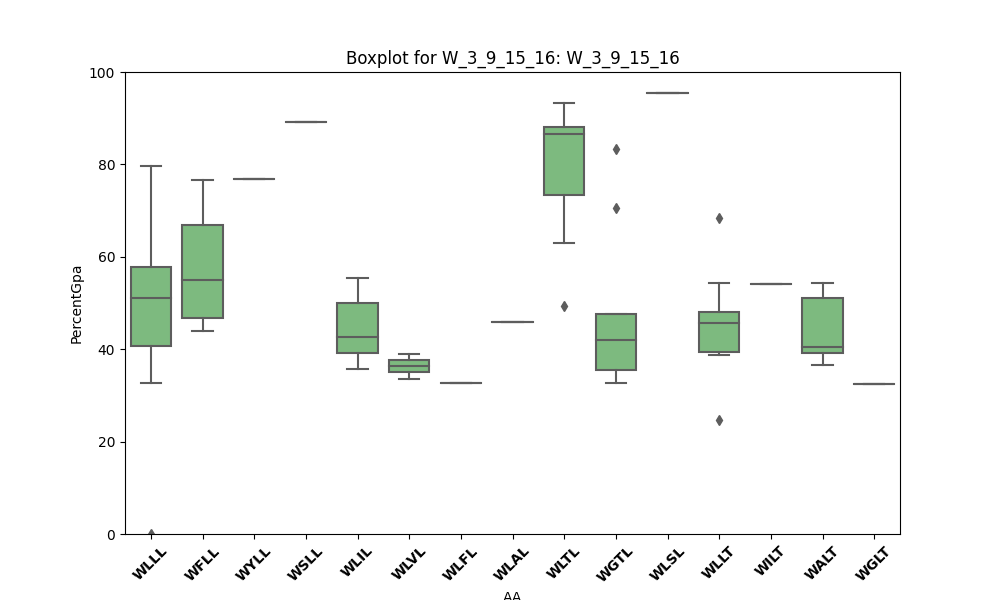 Boxplot for W_3_9_15_16: W_3_9_15_16
100
80
60
40
20
0
PercentGpa
WLLL WFLL WYLL WSLL WLIL WLVL WLFL WLAL WLTL WGTL WLSL WLLT WILT WALT WGLT
AA